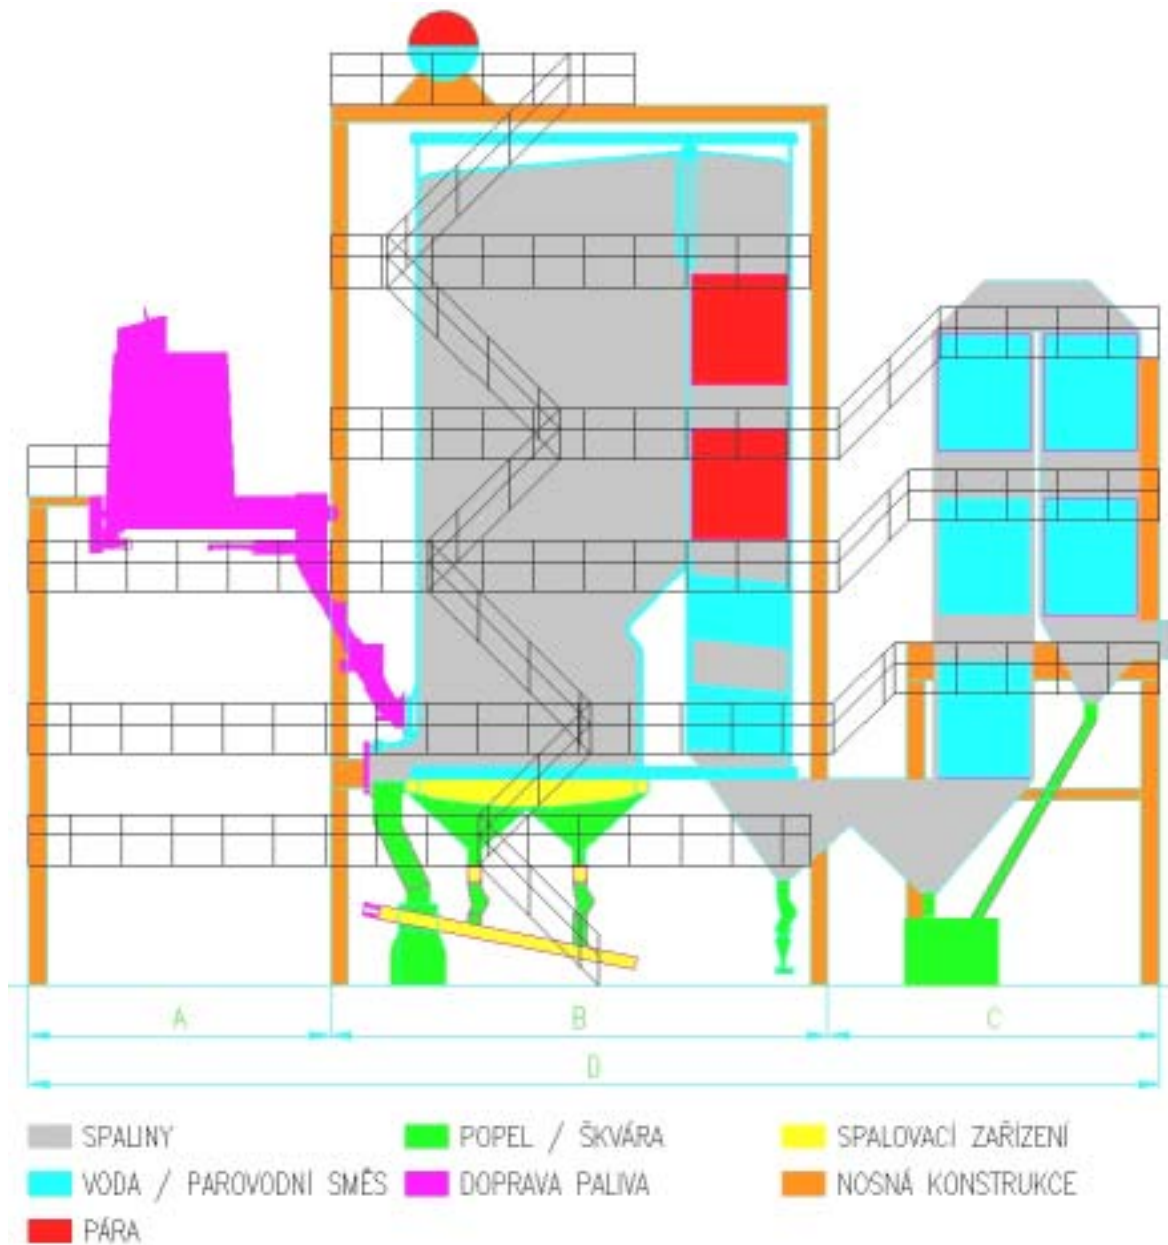 A B C
D
SPALINY POPEL / ŠKVÁRA SPALOVACÍ ZAŘÍZENÍ
VODA / PAROVODNÍ SMĚS DOPRAVA PALIVA NOSNÁ KONSTRUKCE
PÁRA